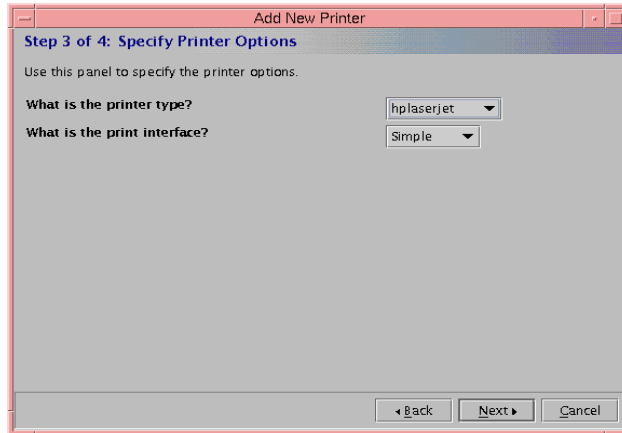 Add New Printer
Step 3 of 4: Specify Printer Options
Use this panel to specify the printer options.
What is the printer type? hplaserjet
What is the print interface? Simple
Back Next Cancel